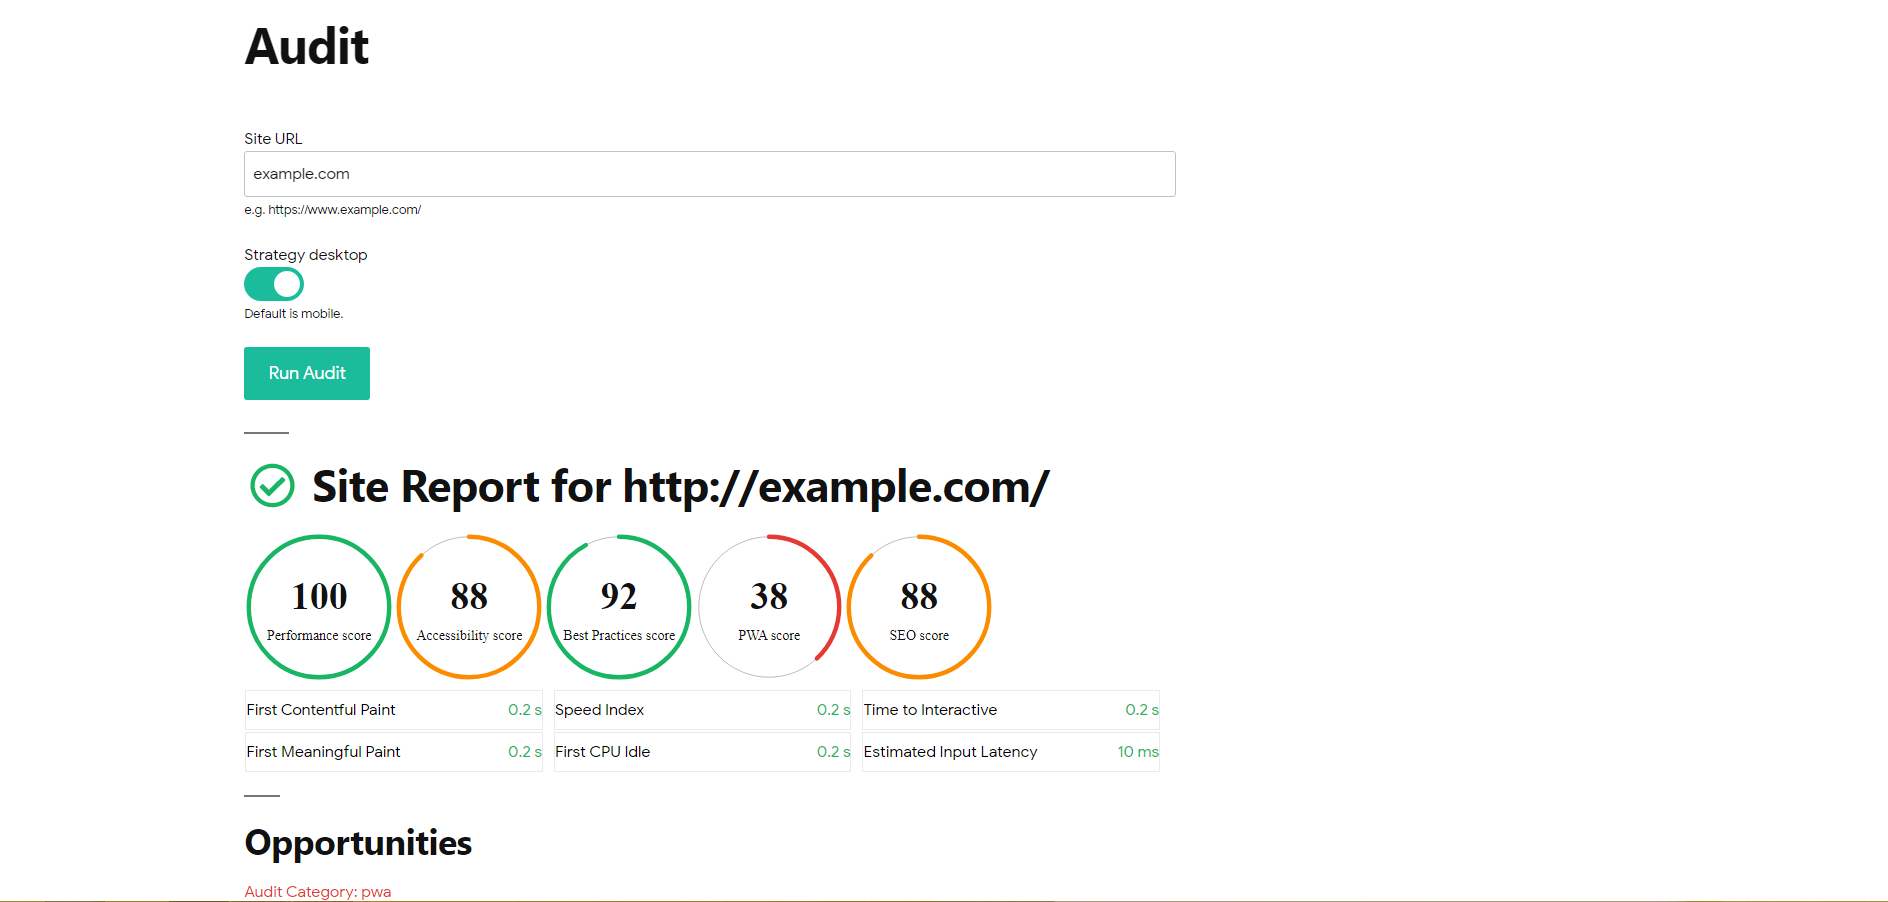 Audit
Site URL
example.com
e.g. https://www.example.com/
Strategy desktop
Default is mobile.
Run Audit
Site Report for http://example.com/
100
Performance score
88
Accessibility score
92
Best Practices score
38
PWA score
88
SEO score
First Contentful Paint 0.2 s
Speed Index 0.2 s
Time to Interactive 0.2 s
First Meaningful Paint 0.2 s
First CPU Idle 0.2 s
Estimated Input Latency 10 ms
Opportunities
Audit Category: pwa